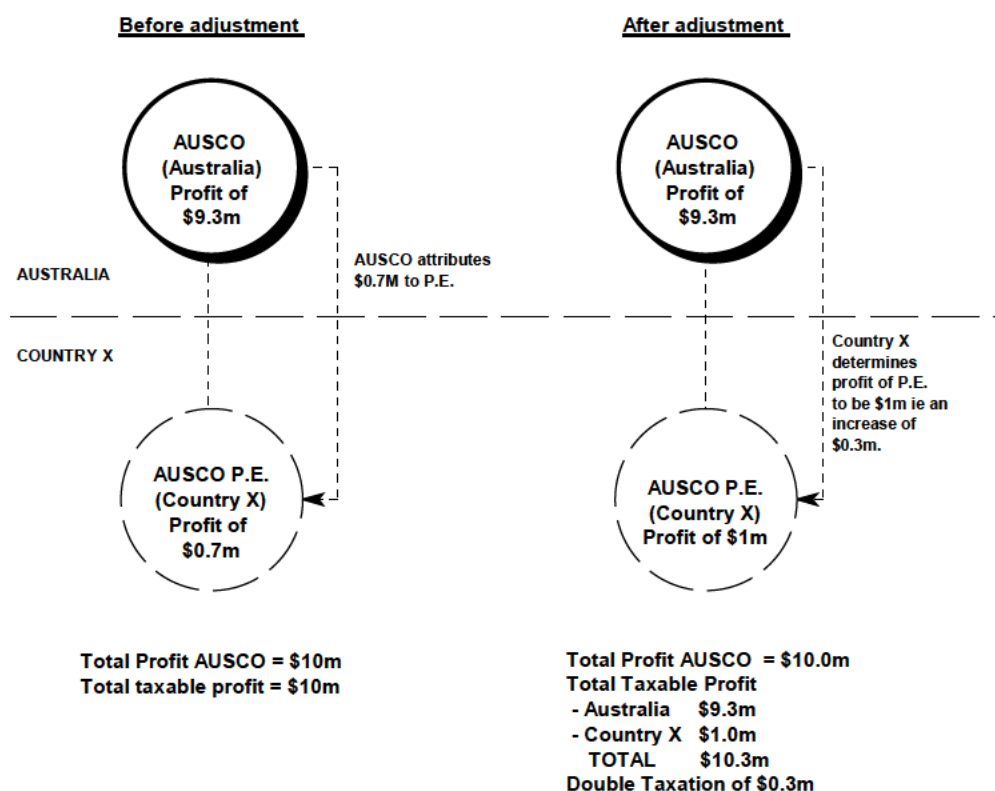 Before adjustment
AUSCO
(Australia)
Profit of
$9.3m
AUSCO attributes
$0.7M to P.E.
AUSTRALIA
COUNTRY X
AUSCO P.E.
(Country X)
Profit of
$0.7m
Total Profit AUSCO = $10m
Total taxable profit = $10m
After adjustment
AUSCO
(Australia)
Profit of
$9.3m
Country X
determines
profit of P.E.
to be $1m ie an
increase of
$0.3m.
AUSCO P.E.
(Country X)
Profit of $1m
Total Profit AUSCO = $10.0m
Total Taxable Profit
- Australia $9.3m
- Country X $1.0m
TOTAL $10.3m
Double Taxation of $0.3m